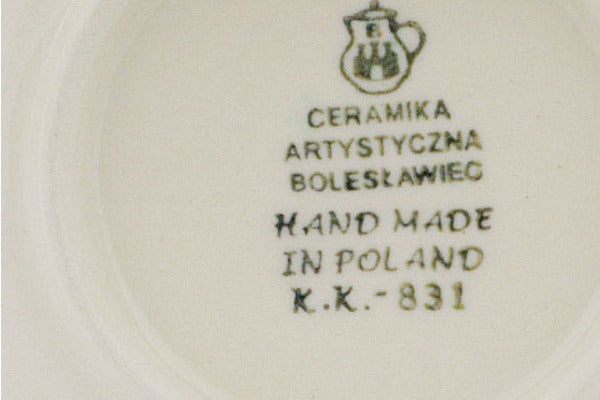 B
CERAMIKA
ARTYSTYCZNA
BOLESŁAWIEC
HAND MADE
IN POLAND
K.K.-831